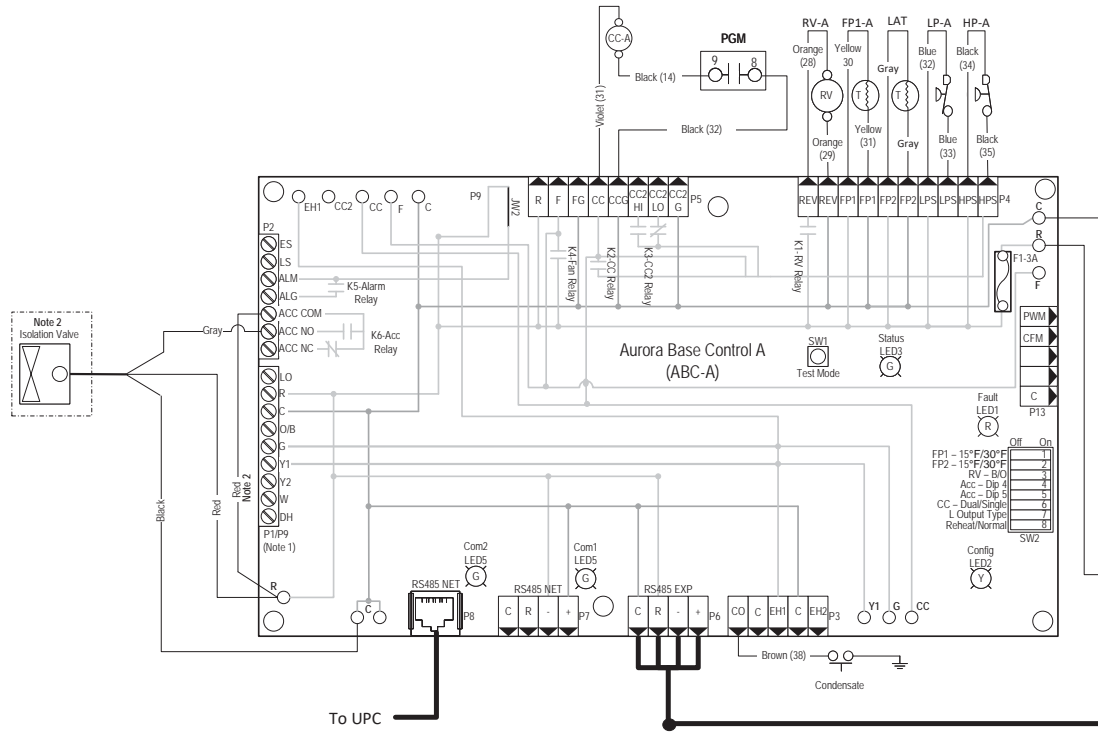 RV-A FP1-A LAT LP-A HP-A
CC-A
PGM
9 8
Orange (28)
Yellow 30
Gray
Blue (32)
Black (34)
Black (14)
Violet (31)
RV
T
T
Black (32)
Orange (29)
Yellow (31)
Gray
Blue (33)
Black (35)
EH1 CC2 CC F C
P9
JW2
R F FG CC CCG CC2 HI CC2 LO CC2 G P5
REV REV FP1 FP1 FP2 FP2 LPS LPS HPS HPS P4
C
R
F1-3A
F
P2
ES
LS
ALM
ALG
ACC COM
ACC NO
ACC NC
K5-Alarm Relay
K6-Acc Relay
K4-Fan Relay
K2-CC Relay
K3-CC2 Relay
K1-RV Relay
Note 2
Isolation Valve
Gray
Aurora Base Control A
(ABC-A)
SW1
Test Mode
Status
LED3
G
PWM
CFM
C
P13
LO
R
C
O/B
G
Y1
Y2
W
DH
P1/P9
(Note 1)
Fault
LED1
R
Off On
FP1 – 15°F/30°F 1
FP2 – 15°F/30°F 2
RV – B/O 3
Acc – Dip 4 4
Acc – Dip 5 5
CC – Dual/Single 6
L Output Type 7
Reheat/Normal 8
SW2
Black
Red
Red
Note 2
Config
LED2
Y
Com2
LED5
G
Com1
LED5
G
R
C
RS485 NET
P8
RS485 NET
C R - + P7
RS485 EXP
C R - + P6
CO C EH1 C EH2 P3
Y1 G CC
Brown (38)
Condensate
To UPC